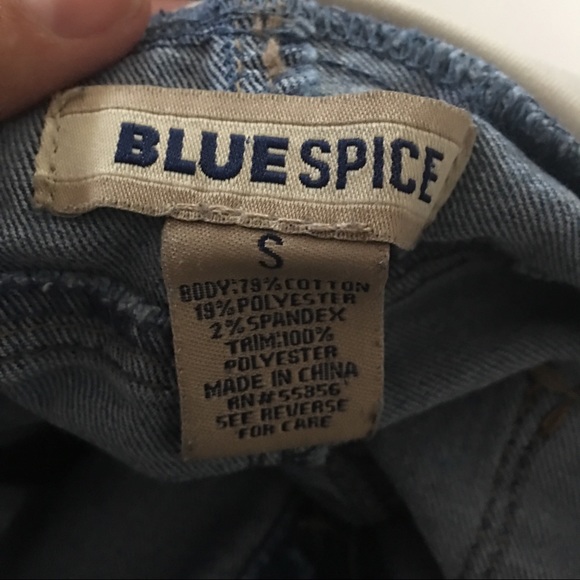 BLUESPICE
S
BODY:79%COTTON
19%POLYESTER
2%SPANDEX
TRIM:100%
POLYESTER
MADE IN CHINA
RN#55856
SEE REVERSE
FOR CARE